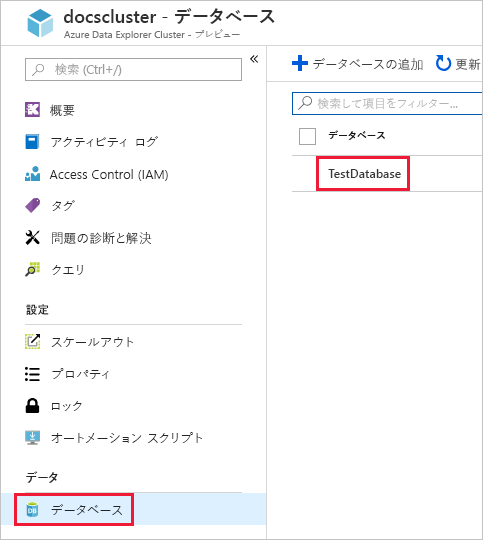 docscluster - データベース
Azure Data Explorer Cluster - プレビュー
検索 (Ctrl+/)
«
概要
アクティビティ ログ
Access Control (IAM)
タグ
問題の診断と解決
クエリ
設定
スケールアウト
プロパティ
ロック
オートメーション スクリプト
データ
DB データベース
データベースの追加 更新
検索して項目をフィルター...
データベース
TestDatabase